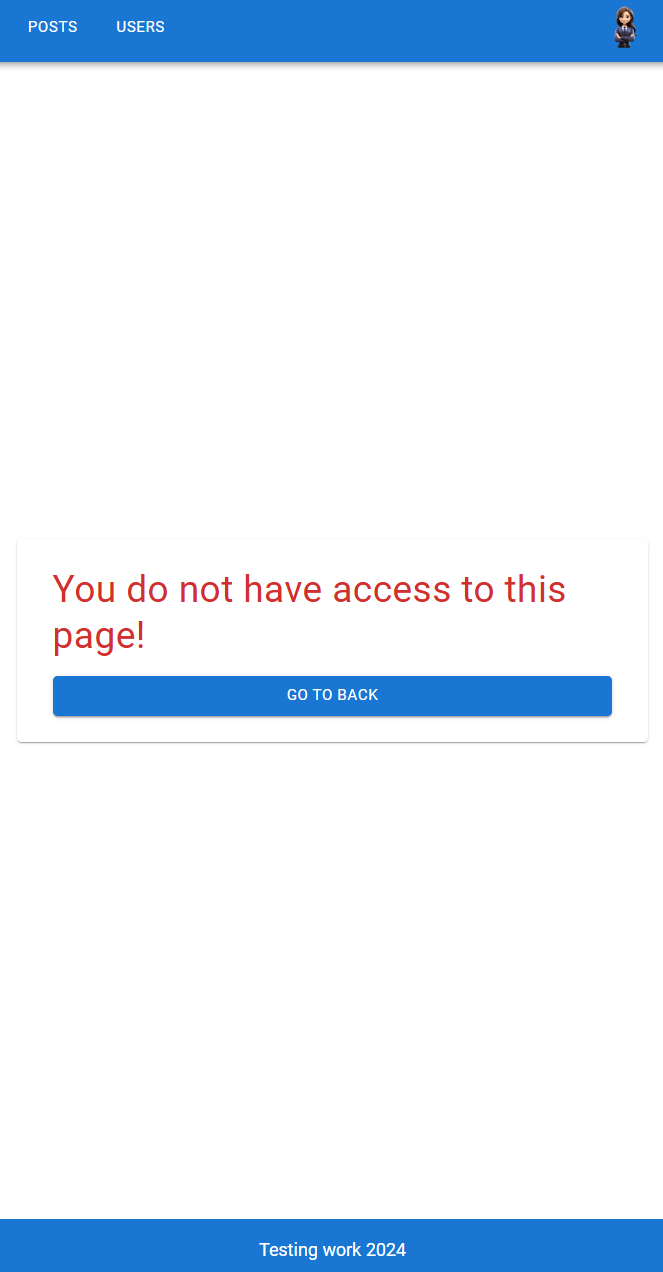 POSTS USERS
You do not have access to this
page!
GO TO BACK
Testing work 2024